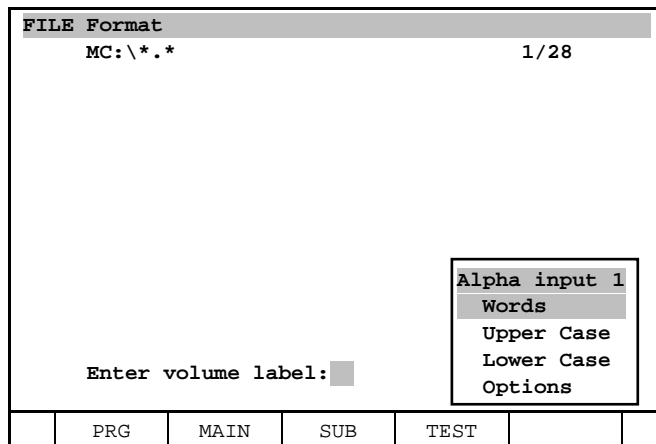 FILE Format
MC:\*.* 1/28
Alpha input 1
Words
Upper Case
Lower Case
Options
Enter volume label:
PRG MAIN SUB TEST